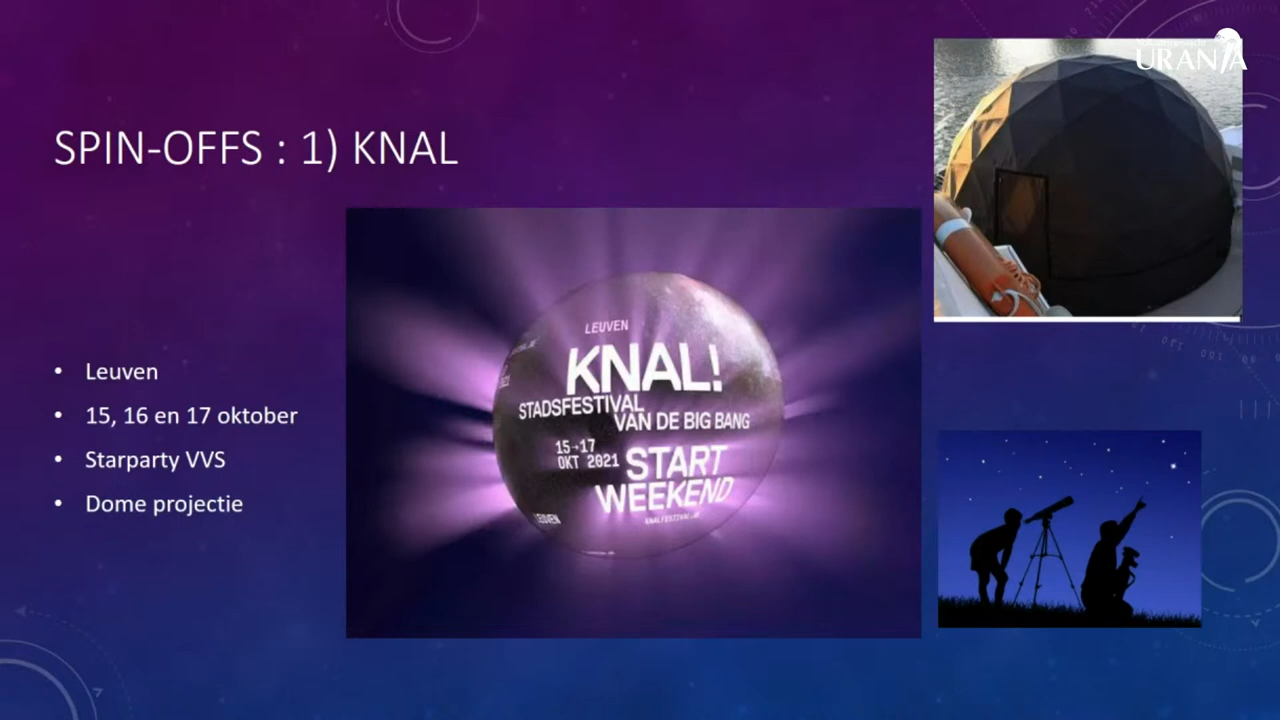 URANIA
SPIN-OFFS : 1) KNAL
• Leuven
• 15, 16 en 17 oktober
• Starparty VVS
• Dome projectie
LEUVEN
KNAL!
STADSFESTIVAL
VAN DE BIG BANG
15→17
OKT 2021
START
WEEKEND
KNALFESTIVAL.BE
LEUVEN